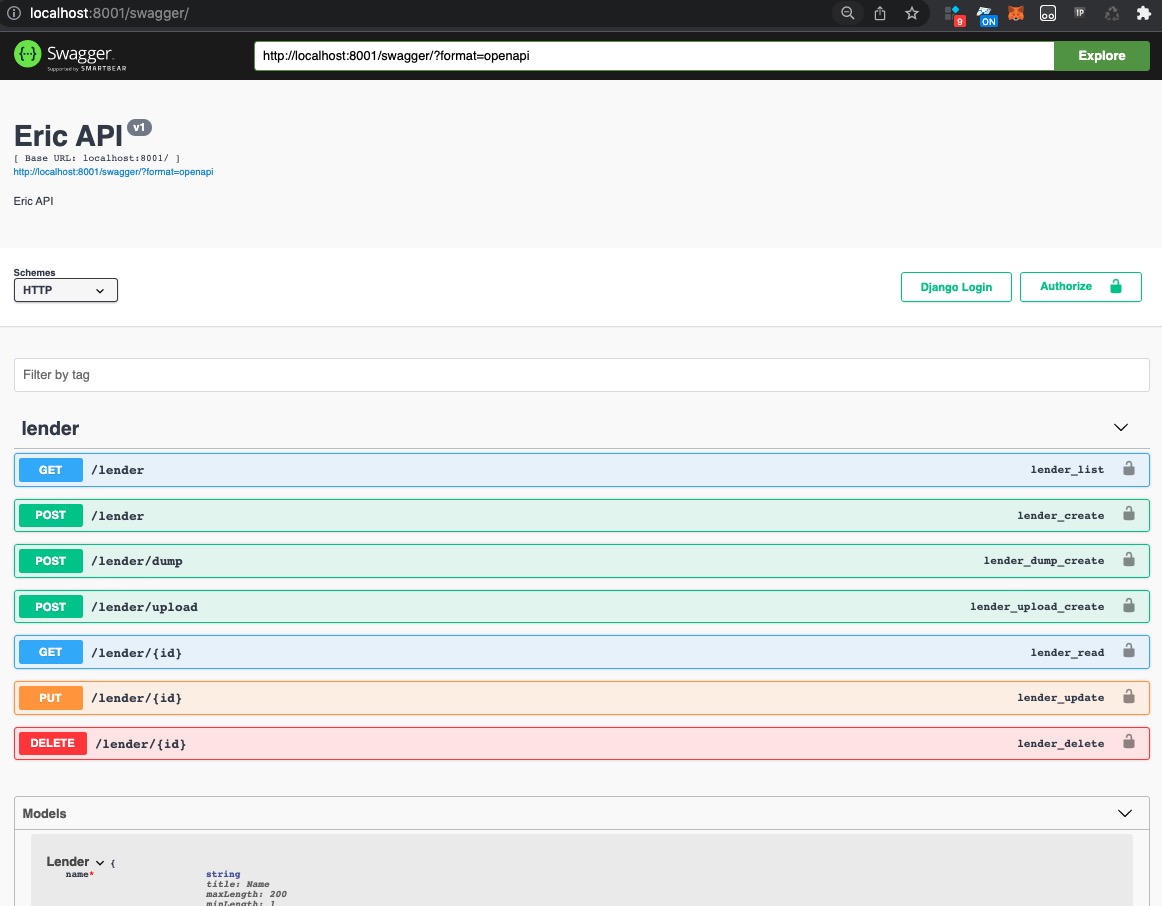 localhost:8001/swagger/
9
ON
IP
{··}
Swagger.
Supported by SMARTBEAR
http://localhost:8001/swagger/?format=openapi
Explore
Eric API v1
[ Base URL: localhost:8001/ ]
http://localhost:8001/swagger/?format=openapi
Eric API
Schemes
HTTP
Django Login
Authorize
Filter by tag
lender
GET /lender lender_list
POST /lender lender_create
POST /lender/dump lender_dump_create
POST /lender/upload lender_upload_create
GET /lender/{id} lender_read
PUT /lender/{id} lender_update
DELETE /lender/{id} lender_delete
Models
Lender {
name* string
title: Name
maxLength: 200
minLength: 1